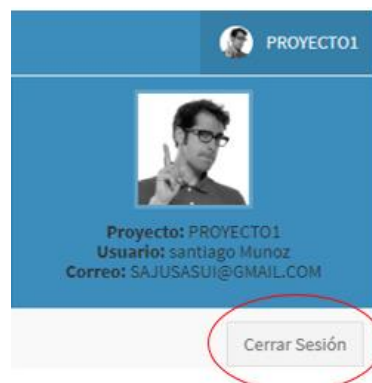 PROYECTO1
Proyecto: PROYECTO1
Usuario: santiago Munoz
Correo: SAJUSASUI@GMAIL.COM
Cerrar Sesión